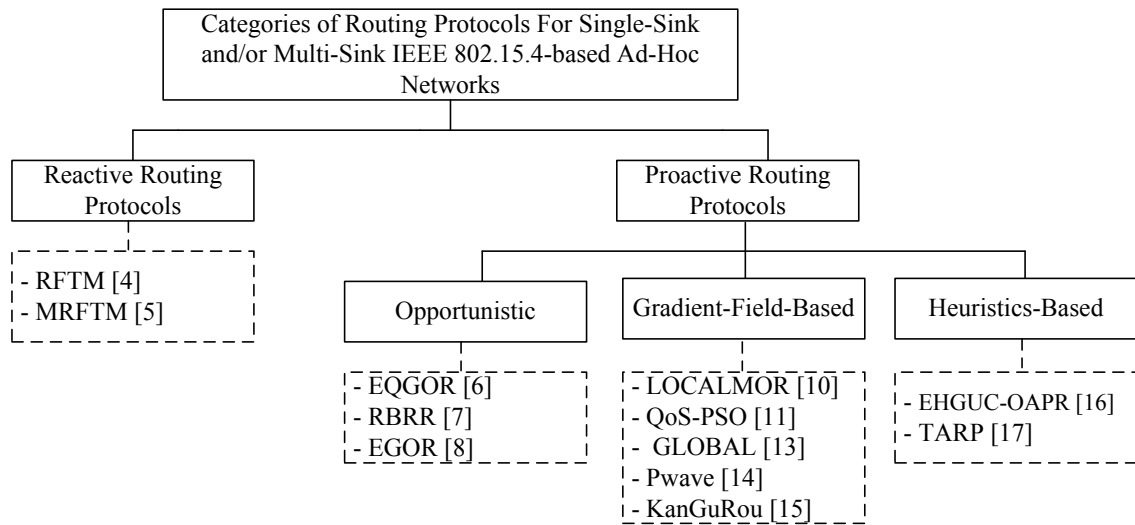 Categories of Routing Protocols For Single-Sink
and/or Multi-Sink IEEE 802.15.4-based Ad-Hoc
Networks
Reactive Routing
Protocols
Proactive Routing
Protocols
- RFTM [4]
- MRFTM [5]
Opportunistic
Gradient-Field-Based
Heuristics-Based
- EQGOR [6]
- RBRR [7]
- EGOR [8]
- LOCALMOR [10]
- QoS-PSO [11]
- GLOBAL [13]
- Pwave [14]
- KanGuRou [15]
- EHGUC-OAPR [16]
- TARP [17]